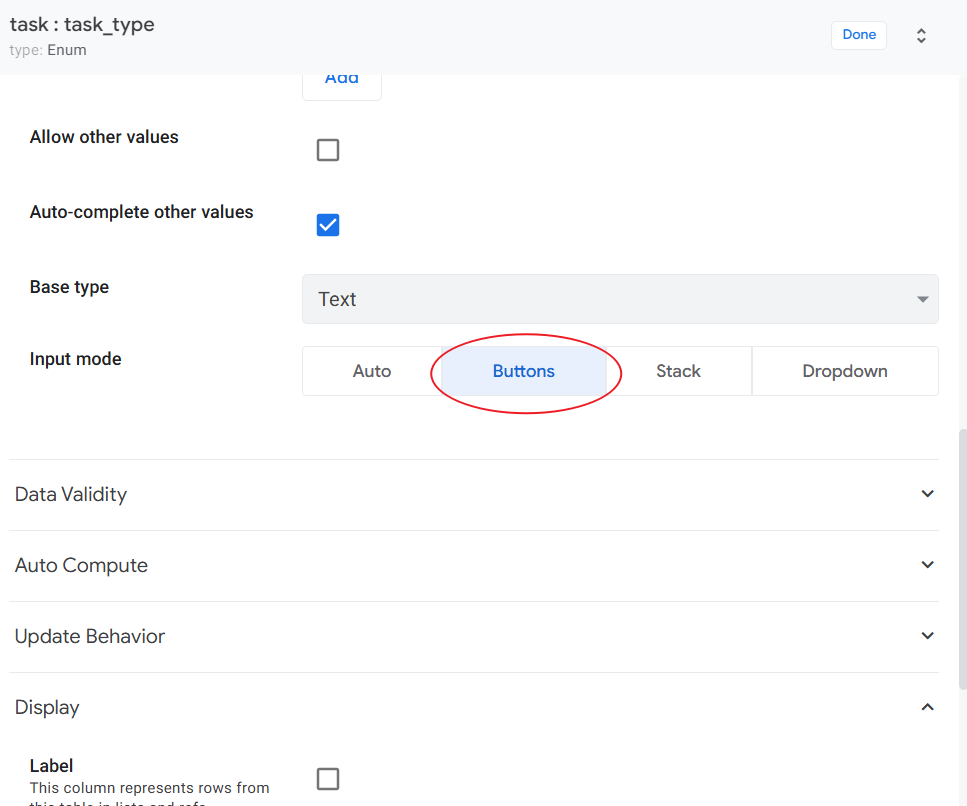 task : task_type
type: Enum
Done
Add
Allow other values
Auto-complete other values
Base type
Text
Input mode
Auto
Buttons
Stack
Dropdown
Data Validity
Auto Compute
Update Behavior
Display
Label
This column represents rows from
this table in lists and refs